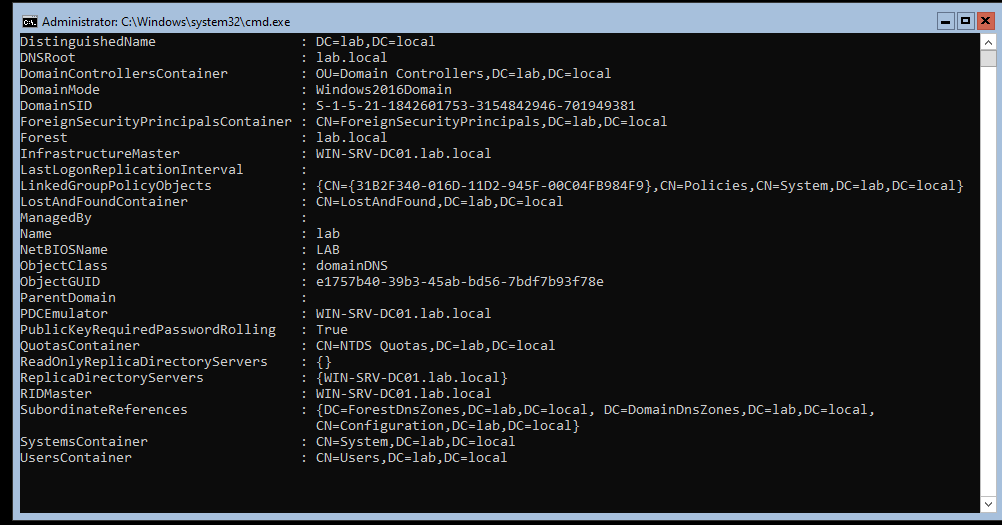 Administrator: C:\Windows\system32\cmd.exe
DistinguishedName                  : DC=lab,DC=local
DNSRoot                            : lab.local
DomainControllersContainer         : OU=Domain Controllers,DC=lab,DC=local
DomainMode                         : Windows2016Domain
DomainSID                          : S-1-5-21-1842601753-3154842946-701949381
ForeignSecurityPrincipalsContainer : CN=ForeignSecurityPrincipals,DC=lab,DC=local
Forest                             : lab.local
InfrastructureMaster               : WIN-SRV-DC01.lab.local
LastLogonReplicationInterval       :
LinkedGroupPolicyObjects           : {CN={31B2F340-016D-11D2-945F-00C04FB984F9},CN=Policies,CN=System,DC=lab,DC=local}
LostAndFoundContainer              : CN=LostAndFound,DC=lab,DC=local
ManagedBy                          :
Name                               : lab
NetBIOSName                        : LAB
ObjectClass                        : domainDNS
ObjectGUID                         : e1757b40-39b3-45ab-bd56-7bdf7b93f78e
ParentDomain                       :
PDCEmulator                        : WIN-SRV-DC01.lab.local
PublicKeyRequiredPasswordRolling   : True
QuotasContainer                    : CN=NTDS Quotas,DC=lab,DC=local
ReadOnlyReplicaDirectoryServers    : {}
ReplicaDirectoryServers            : {WIN-SRV-DC01.lab.local}
RIDMaster                          : WIN-SRV-DC01.lab.local
SubordinateReferences              : {DC=ForestDnsZones,DC=lab,DC=local, DC=DomainDnsZones,DC=lab,DC=local,
                                     CN=Configuration,DC=lab,DC=local}
SystemsContainer                   : CN=System,DC=lab,DC=local
UsersContainer                     : CN=Users,DC=lab,DC=local